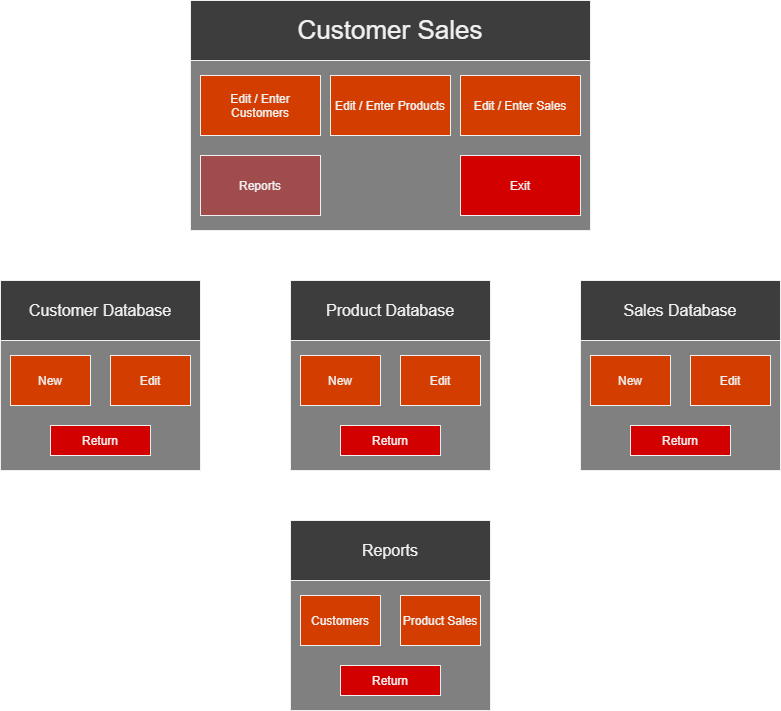 Customer Sales
Edit / Enter
Customers
Edit / Enter Products
Edit / Enter Sales
Reports
Exit
Customer Database
New
Edit
Return
Product Database
New
Edit
Return
Sales Database
New
Edit
Return
Reports
Customers
Product Sales
Return